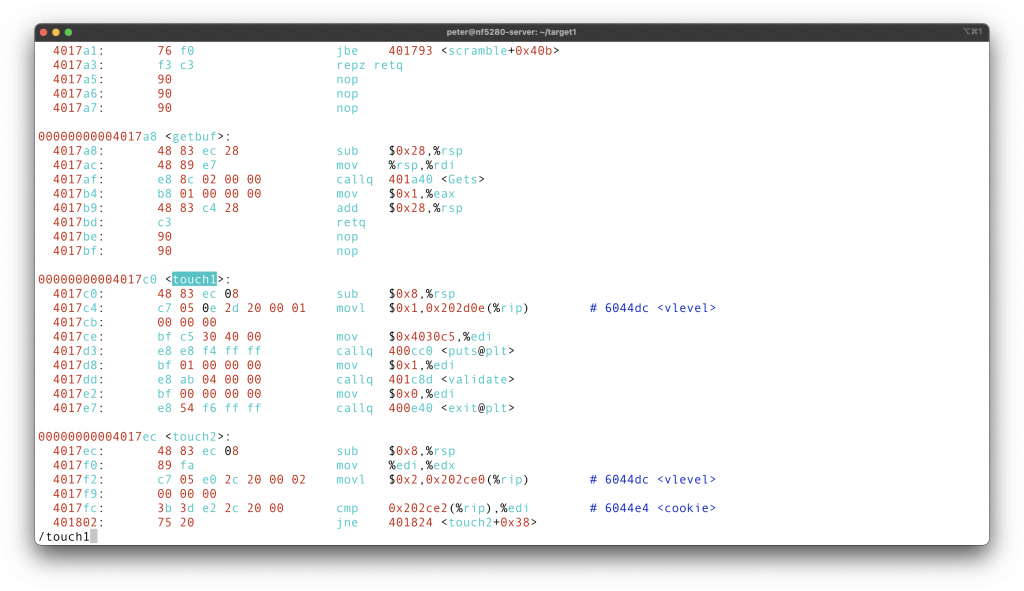 peter@nf5280-server: ~/target1
⌥⌘1
4017a1: 76 f0 jbe 401793 <scramble+0x40b>
4017a3: f3 c3 repz retq
4017a5: 90 nop
4017a6: 90 nop
4017a7: 90 nop
00000000004017a8 <getbuf>:
4017a8: 48 83 ec 28 sub $0x28,%rsp
4017ac: 48 89 e7 mov %rsp,%rdi
4017af: e8 8c 02 00 00 callq 401a40 <Gets>
4017b4: b8 01 00 00 00 mov $0x1,%eax
4017b9: 48 83 c4 28 add $0x28,%rsp
4017bd: c3 retq
4017be: 90 nop
4017bf: 90 nop
00000000004017c0 <touch1>:
4017c0: 48 83 ec 08 sub $0x8,%rsp
4017c4: c7 05 0e 2d 20 00 01 movl $0x1,0x202d0e(%rip) # 6044dc <vlevel>
4017cb: 00 00 00
4017ce: bf c5 30 40 00 mov $0x4030c5,%edi
4017d3: e8 e8 f4 ff ff callq 400cc0 <puts@plt>
4017d8: bf 01 00 00 00 mov $0x1,%edi
4017dd: e8 ab 04 00 00 callq 401c8d <validate>
4017e2: bf 00 00 00 00 mov $0x0,%edi
4017e7: e8 54 f6 ff ff callq 400e40 <exit@plt>
00000000004017ec <touch2>:
4017ec: 48 83 ec 08 sub $0x8,%rsp
4017f0: 89 fa mov %edi,%edx
4017f2: c7 05 e0 2c 20 00 02 movl $0x2,0x202ce0(%rip) # 6044dc <vlevel>
4017f9: 00 00 00
4017fc: 3b 3d e2 2c 20 00 cmp 0x202ce2(%rip),%edi # 6044e4 <cookie>
401802: 75 20 jne 401824 <touch2+0x38>
/touch1